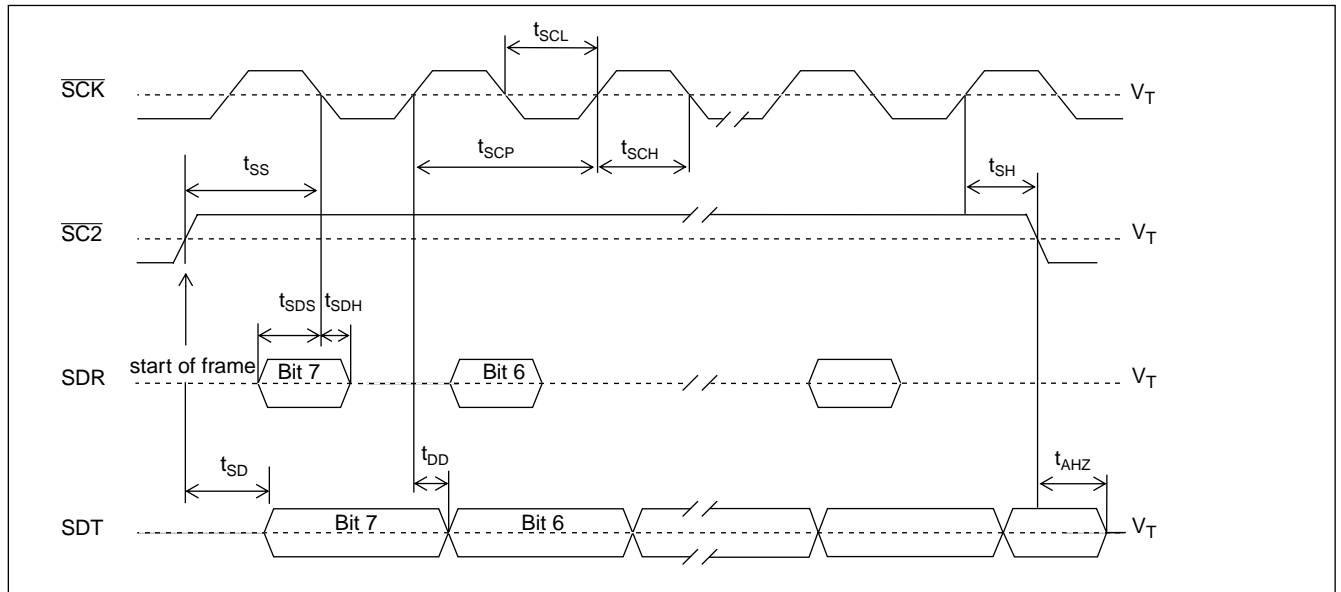 tSCL
SCK VT
tSCP tSCH
tSS tSH
SC2 VT
tSDS tSDH
start of frame
SDR Bit 7 Bit 6 VT
tSD tDD tAHZ
SDT Bit 7 Bit 6 VT